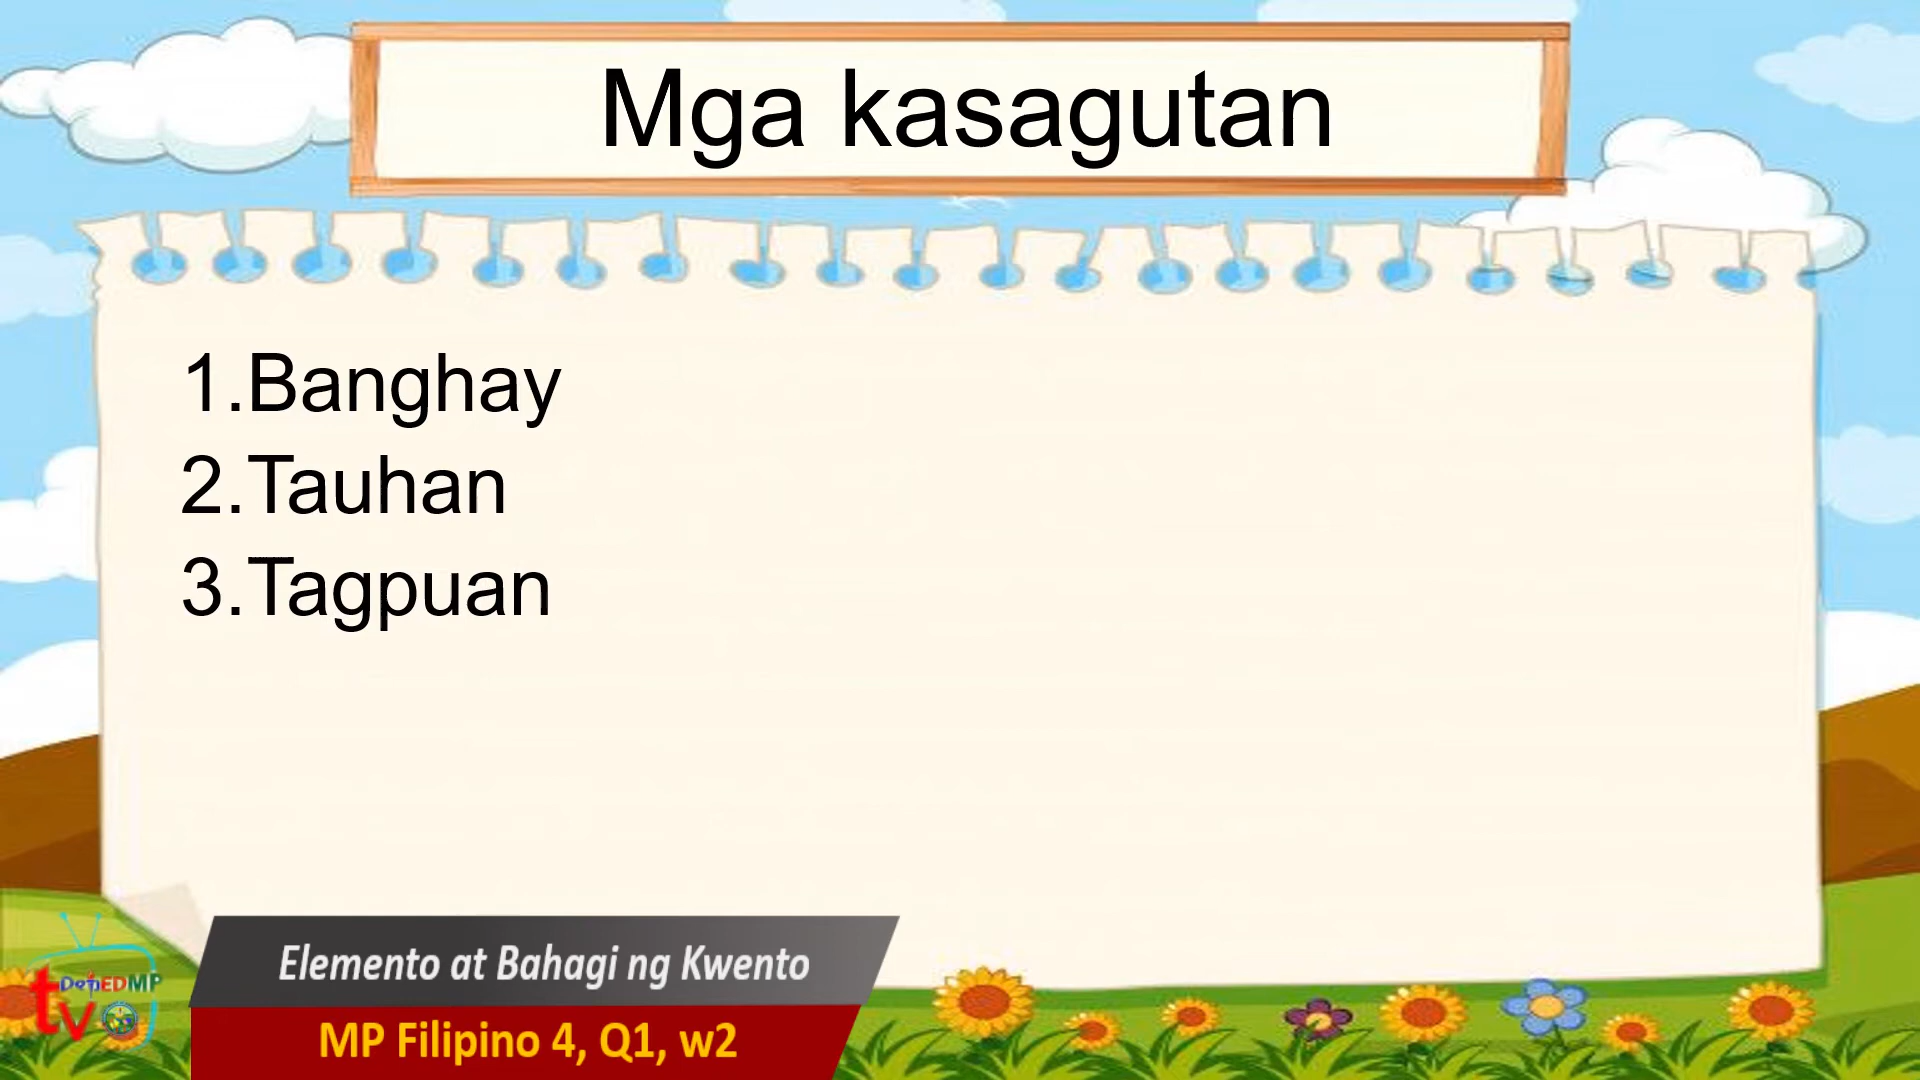 Mga kasagutan
1.Banghay
2.Tauhan
3.Tagpuan
Elemento at Bahagi ng Kwento
MP Filipino 4, Q1, w2
DepEDMP
tv